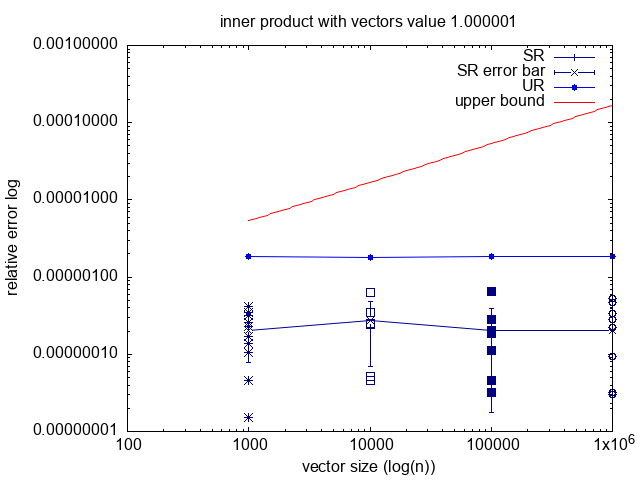 inner product with vectors value 1.000001
0.00100000
0.00010000
0.00001000
0.00000100
0.00000010
0.00000001
relative error log
SR
SR error bar
UR
upper bound
100
1000
10000
100000
1x10^6
vector size (log(n))